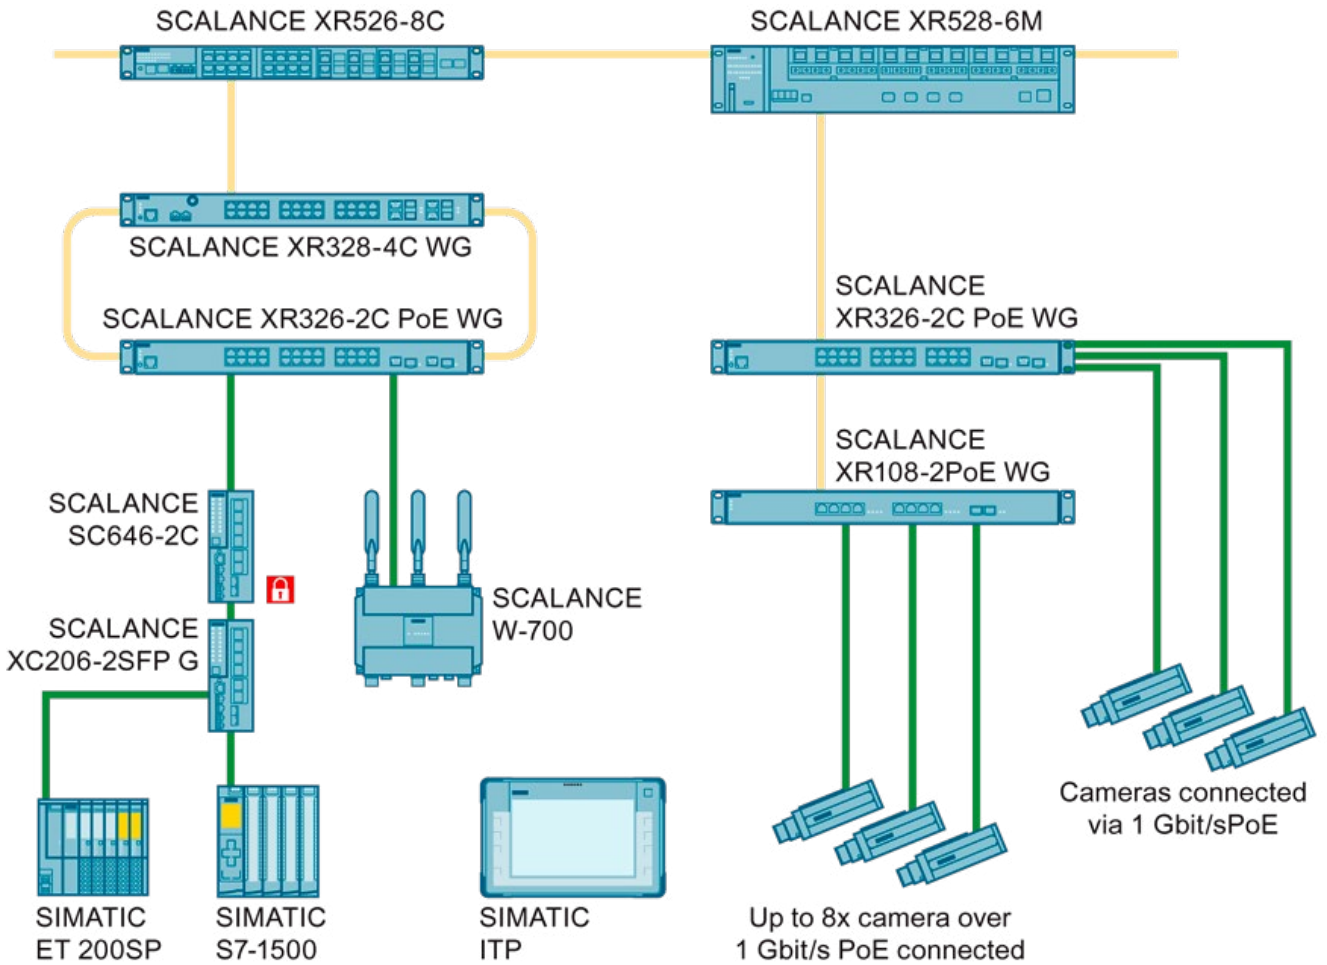 SCALANCE XR526-8C
SCALANCE XR528-6M
SCALANCE XR328-4C WG
SCALANCE XR326-2C PoE WG
SCALANCE
XR326-2C PoE WG
SCALANCE
XR108-2PoE WG
SCALANCE
SC646-2C
SCALANCE
W-700
SCALANCE
XC206-2SFP G
Cameras connected
via 1 Gbit/sPoE
SIMATIC
ET 200SP
SIMATIC
S7-1500
SIMATIC
ITP
Up to 8x camera over
1 Gbit/s PoE connected